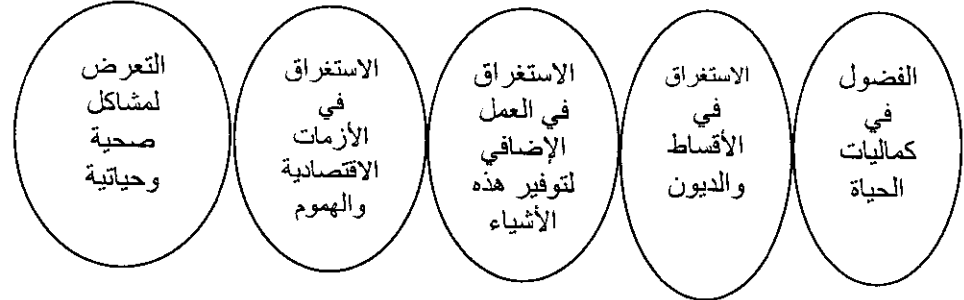 الفضول
في
كماليات
الحياة
الاستغراق
في
الأقساط
والديون
الاستغراق
في العمل
الإضافي
لتوفير هذه
الأشياء
الاستغراق
في
الأزمات
الاقتصادية
والهموم
التعرض
لمشاكل
صحية
وحياتية